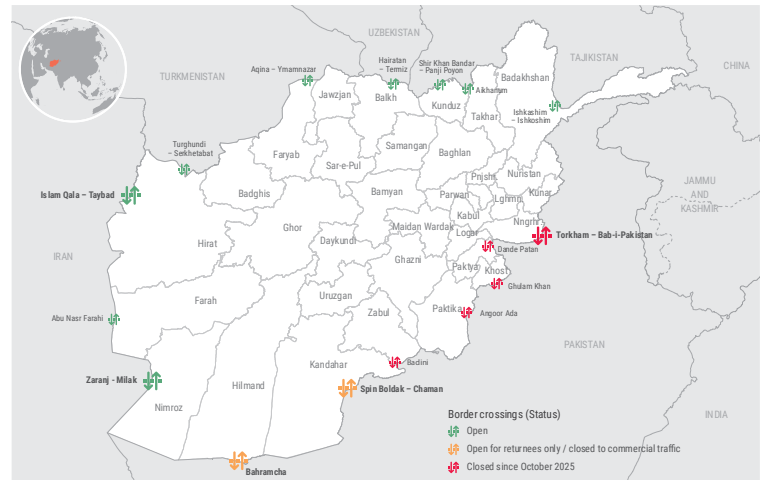 UZBEKISTAN
TAJIKISTAN
CHINA
TURKMENISTAN
Hairatan
– Termiz
Shir Khan Bandar
– Panji Poyon
Aqina – Ymamnazar
Aikhanum
Badakhshan
Jawzjan
Balkh
Kunduz
Takhar
Ishkashim
– Ishkoshim
Turghundi
– Serkhetabat
Faryab
Samangan
Baghlan
Sar-e-Pul
Pnjshr
Nuristan
Islam Qala – Taybad
Badghis
Bamyan
Parwan
Lghmn
Kunar
JAMMU
AND
KASHMIR
Kabul
Nngrhr
Ghor
Maidan Wardak
Logar
Torkham – Bab-i-Pakistan
Hirat
Daykundi
Dande Patan
IRAN
Ghazni
Paktya
Khost
Ghulam Khan
Farah
Uruzgan
Zabul
Paktika
Angoor Ada
Abu Nasr Farahi
PAKISTAN
Kandahar
Badini
Zaranj - Milak
Hilmand
Spin Boldak – Chaman
Nimroz
INDIA
Border crossings (Status)
Open
Open for returnees only / closed to commercial traffic
Closed since October 2025
Bahramcha